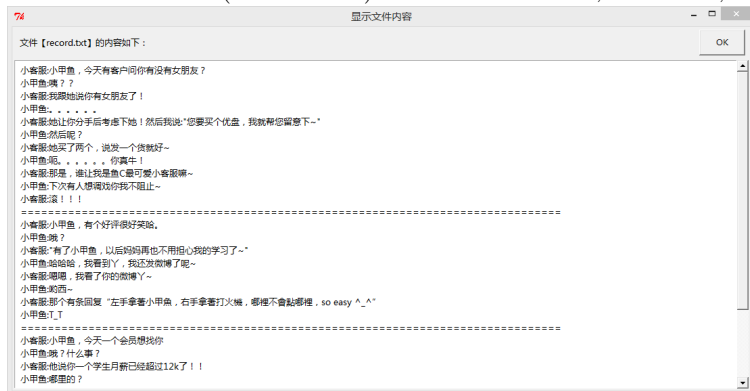 显示文件内容
文件【record.txt】的内容如下：
OK
小客服:小甲鱼，今天有客户问你有没有女朋友？
小甲鱼:咦？？
小客服:我跟她说你有女朋友了！
小甲鱼:。。。。。。
小客服:她让你分手后考虑下她！然后我说:"您要买个优盘，我就帮您留意下~"
小甲鱼:然后呢？
小客服:她买了两个，说发一个货就好~
小甲鱼:呃。。。。。。你真牛！
小客服:那是，谁让我是鱼C最可爱小客服嘛~
小甲鱼:下次有人想调戏你我不阻止~
小客服:滚！！！
================================================================================
小客服:小甲鱼，有个好评很好笑哈。
小甲鱼:哦？
小客服:"有了小甲鱼，以后妈妈再也不用担心我的学习了~"
小甲鱼:哈哈哈，我看到丫，我还发微博了呢~
小客服:嗯嗯，我看了你的微博丫~
小甲鱼:哟西~
小客服:那个有条回复“左手拿著小甲魚，右手拿著打火機，哪裡不會點哪裡，so easy ^_^”
小甲鱼:T_T
================================================================================
小客服:小甲鱼，今天一个会员想找你
小甲鱼:哦？什么事？
小客服:他说你一个学生月薪已经超过12k了！！
小甲鱼:哪里的？